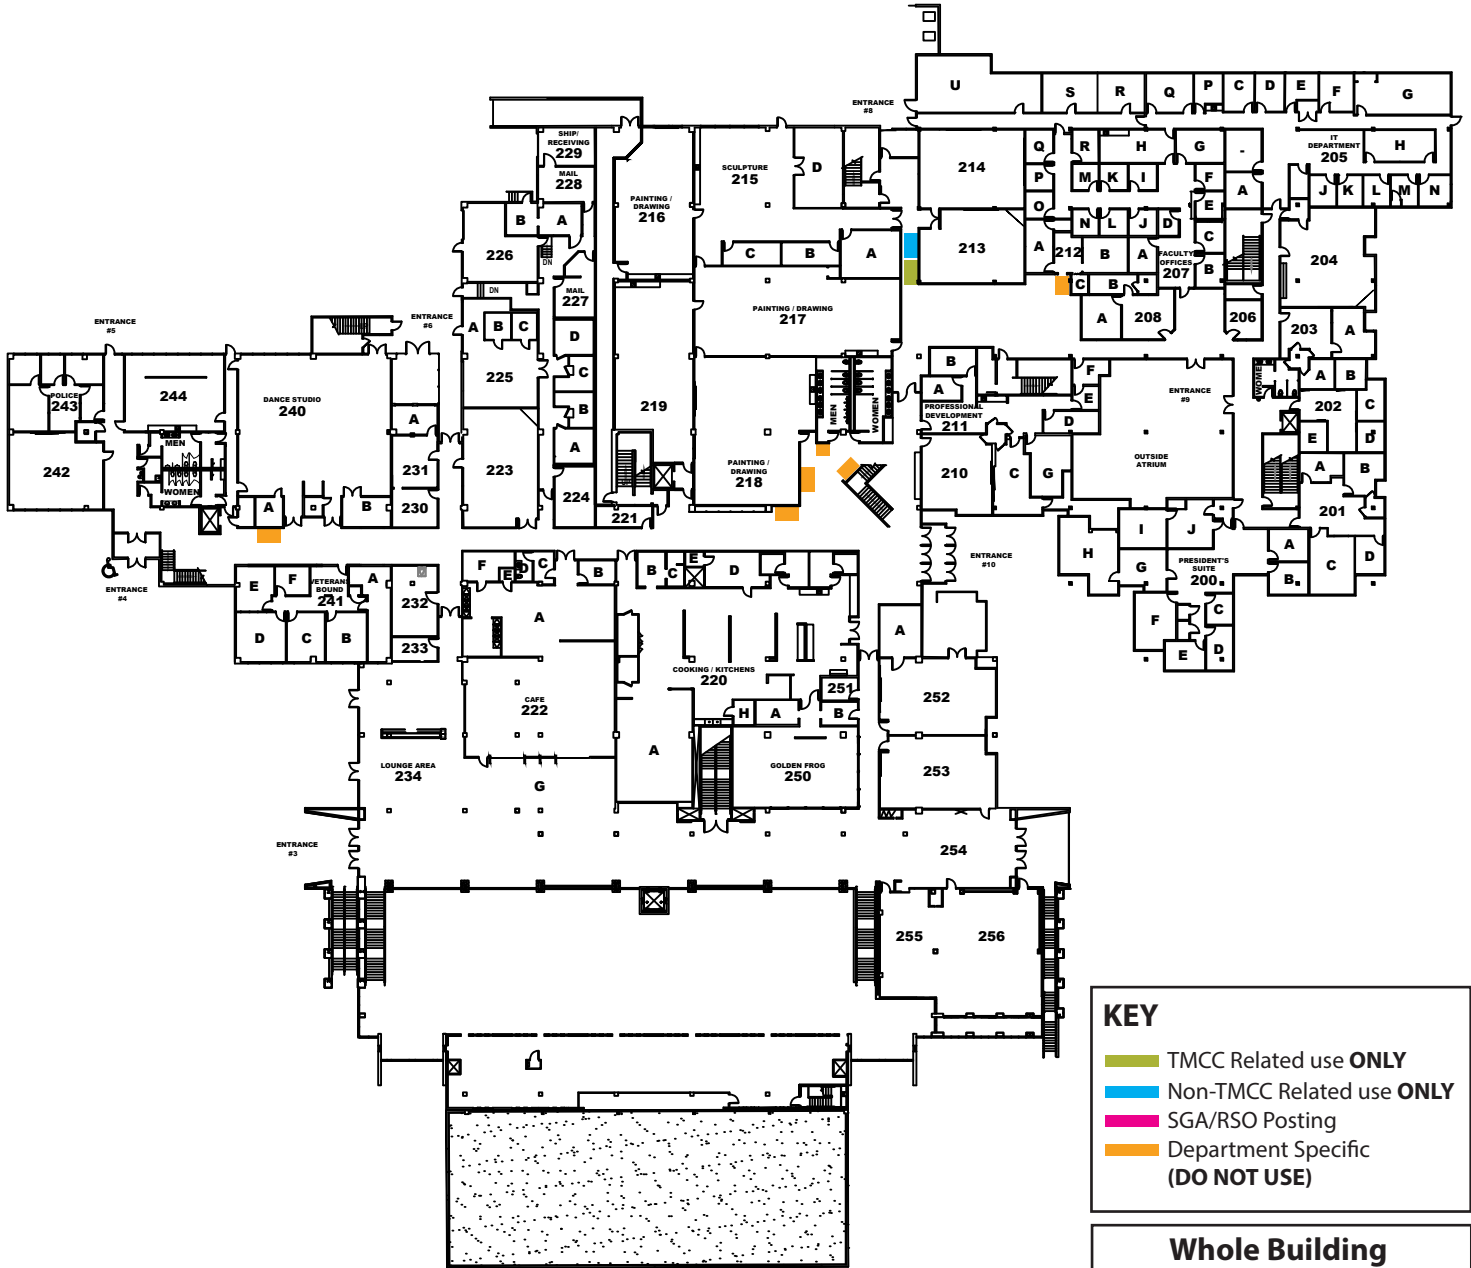 U
S
R
Q
P
C
D
E
F
G
ENTRANCE
#8
SHIP/
RECEIVING
229
MAIL
228
B
A
226
DN
DN
MAIL
227
PAINTING /
DRAWING
216
SCULPTURE
215
D
C
B
A
214
213
Q
P
O
A
212
R
H
G
M
K
I
F
E
N
L
J
D
C
B
A
FACULTY
OFFICES
207
B
C
B
A
208
206
-
A
IT
DEPARTMENT
205
H
J
K
L
M
N
204
203
A
ENTRANCE
#5
ENTRANCE
#6
A
B
C
225
D
C
B
A
223
224
221
219
PAINTING / DRAWING
217
PAINTING /
DRAWING
218
MEN
WOMEN
POLICE
243
244
242
MEN
WOMEN
DANCE STUDIO
240
A
B
A
231
230
B
A
PROFESSIONAL
DEVELOPMENT
211
F
E
D
210
F
C
G
ENTRANCE
#9
OUTSIDE
ATRIUM
WOMEN
A
B
202
C
E
D
A
B
201
A
B
C
D
H
I
J
G
PRESIDENT'S
SUITE
200
F
C
D
E
ENTRANCE
#10
ENTRANCE
#4
E
F
VETERANS
BOUND
241
A
D
C
B
232
233
F
E
D
C
B
A
CAFE
222
B
C
E
D
COOKING / KITCHENS
220
H
A
251
B
A
GOLDEN FROG
250
A
252
253
LOUNGE AREA
234
G
ENTRANCE
#3
254
255
256
KEY
TMCC Related use ONLY
Non-TMCC Related use ONLY
SGA/RSO Posting
Department Specific
(DO NOT USE)
Whole Building